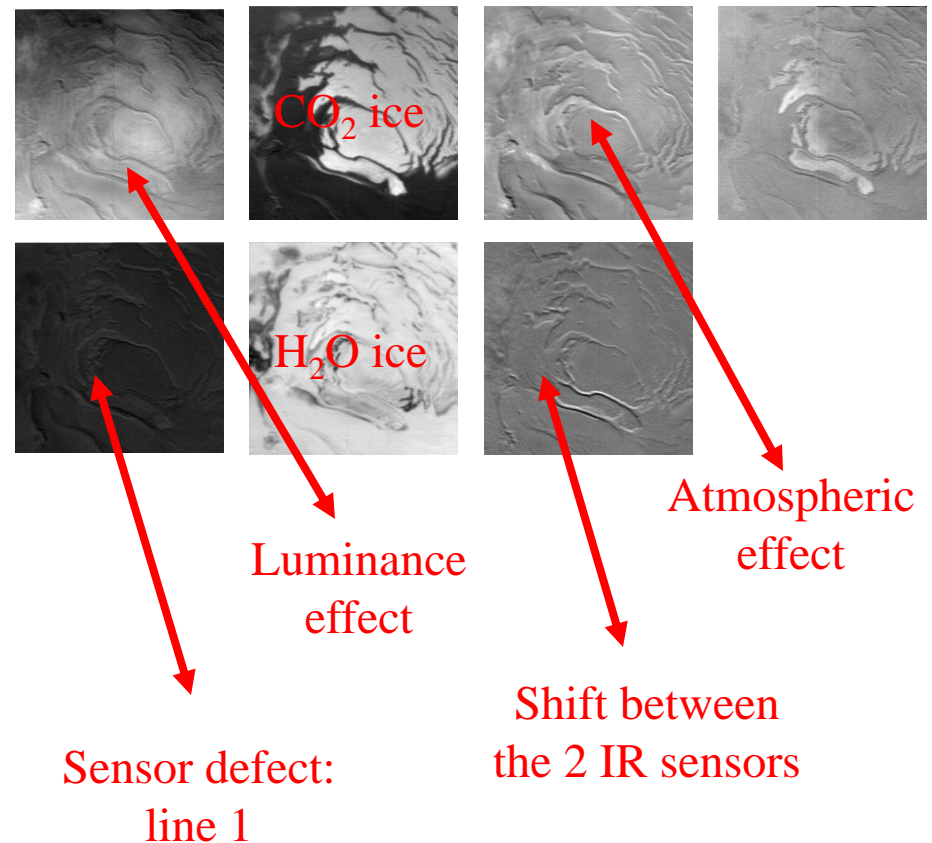 CO₂ ice
H₂O ice
Atmospheric
effect
Luminance
effect
Shift between
the 2 IR sensors
Sensor defect:
line 1